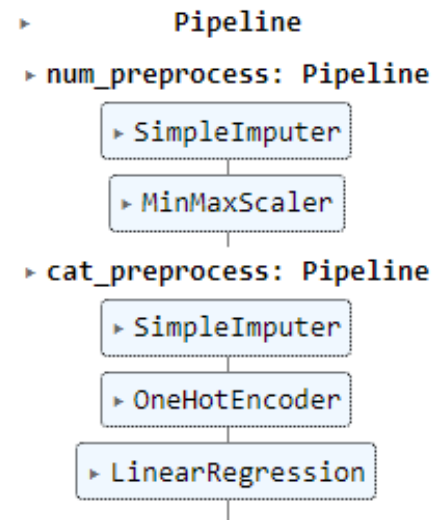 Pipeline
num_preprocess: Pipeline
SimpleImputer
MinMaxScaler
cat_preprocess: Pipeline
SimpleImputer
OneHotEncoder
LinearRegression